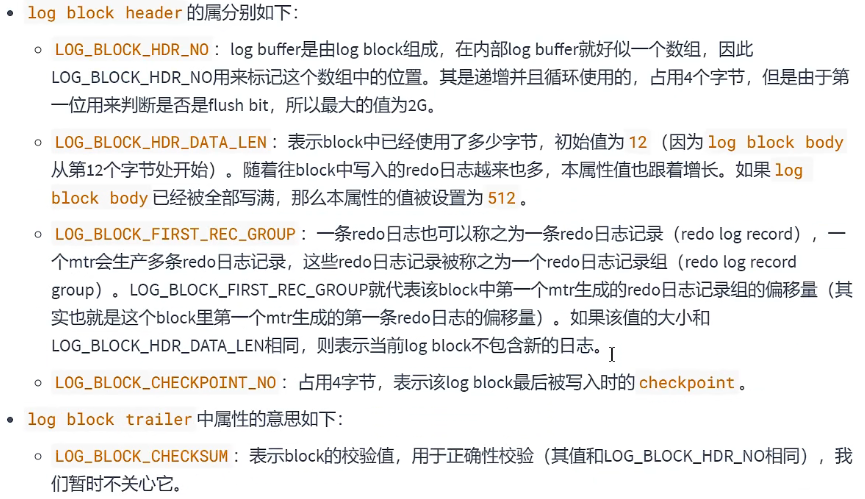 log block header 的属分别如下：
LOG_BLOCK_HDR_NO：log buffer是由log block组成，在内部log buffer就好似一个数组，因此
LOG_BLOCK_HDR_NO用来标记这个数组中的位置。其是递增并且循环使用的，占用4个字节，但是由于第
一位用来判断是否是flush bit，所以最大的值为2G。
LOG_BLOCK_HDR_DATA_LEN：表示block中已经使用了多少字节，初始值为 12 （因为 log block body
从第12个字节处开始）。随着往block中写入的redo日志越来也多，本属性值也跟着增长。如果 log
block body 已经被全部写满，那么本属性的值被设置为 512 。
LOG_BLOCK_FIRST_REC_GROUP：一条redo日志也可以称之为一条redo日志记录（redo log record），一
个mtr会生产多条redo日志记录，这些redo日志记录被称之为一个redo日志记录组（redo log record
group）。LOG_BLOCK_FIRST_REC_GROUP就代表该block中第一个mtr生成的redo日志记录组的偏移量（其
实也就是这个block里第一个mtr生成的第一条redo日志的偏移量）。如果该值的大小和
LOG_BLOCK_HDR_DATA_LEN相同，则表示当前log block不包含新的日志。
LOG_BLOCK_CHECKPOINT_NO：占用4字节，表示该log block最后被写入时的 checkpoint 。
log block trailer 中属性的意思如下：
LOG_BLOCK_CHECKSUM：表示block的校验值，用于正确性校验（其值和LOG_BLOCK_HDR_NO相同），我
们暂时不关心它。